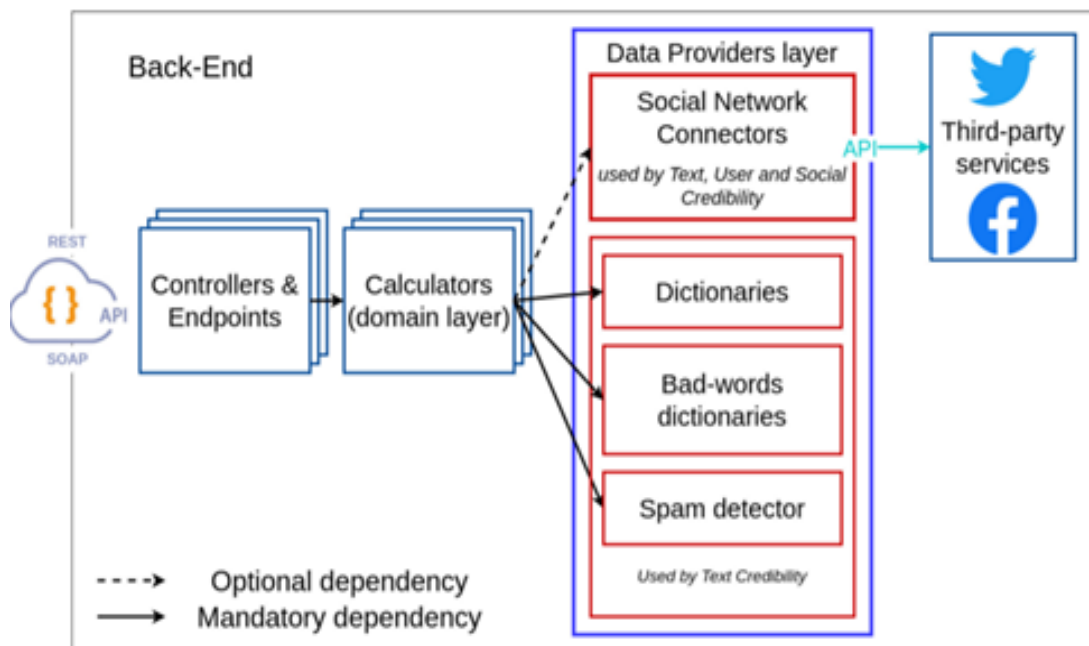 Back-End
REST
{ }
API
SOAP
Controllers &
Endpoints
Calculators
(domain layer)
Data Providers layer
Social Network
Connectors
used by Text, User and Social
Credibility
API
Third-party
services
Dictionaries
Bad-words
dictionaries
Spam detector
Used by Text Credibility
Optional dependency
Mandatory dependency